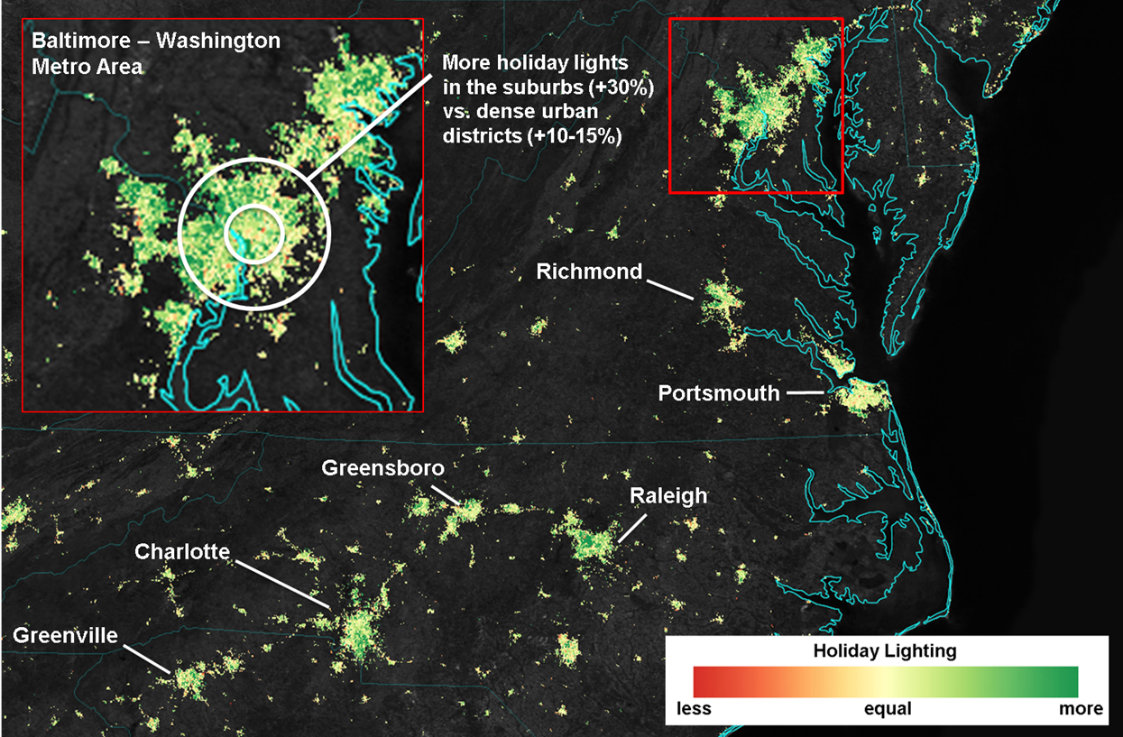 Baltimore – Washington
Metro Area
More holiday lights
in the suburbs (+30%)
vs. dense urban
districts (+10-15%)
Richmond
Portsmouth
Greensboro
Raleigh
Charlotte
Greenville
Holiday Lighting
less equal more